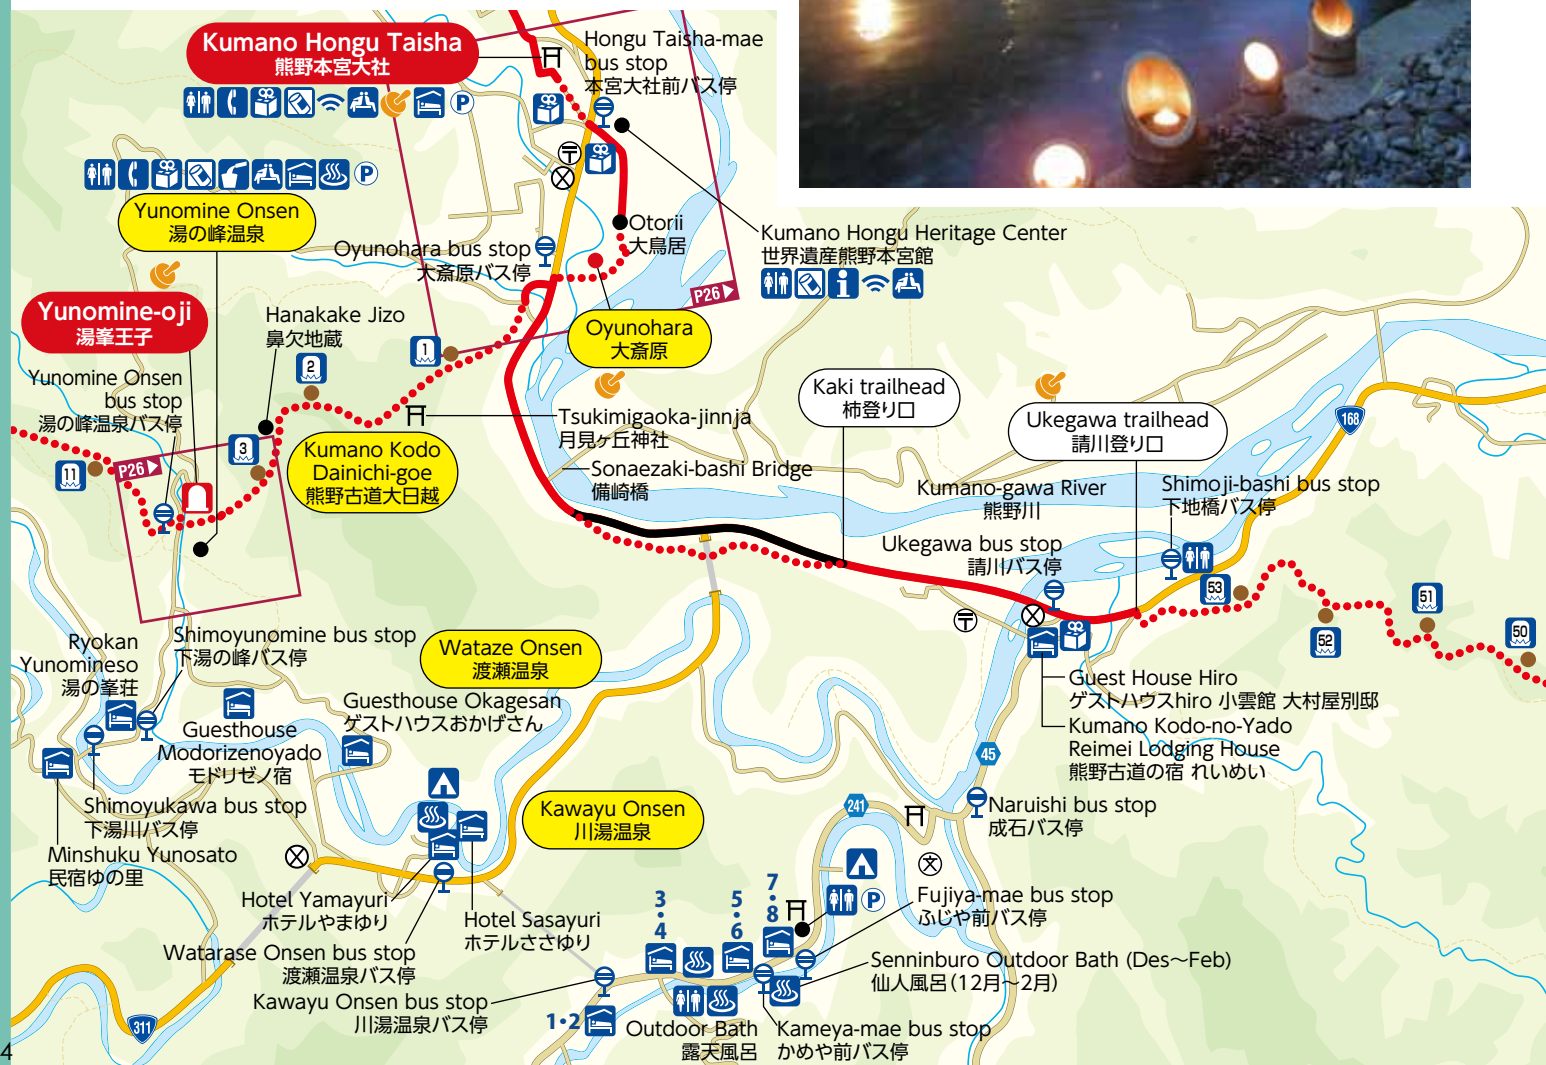 Kumano Hongu Taisha
熊野本宮大社
P
Hongu Taisha-mae
bus stop
本宮大社前バス停
Yunomine Onsen
湯の峰温泉
P
Oyunohara bus stop
大斎原バス停
Otorii
大鳥居
Kumano Hongu Heritage Center
世界遺産熊野本宮館
i
P26
Yunomine-oji
湯峯王子
Hanakake Jizo
鼻欠地蔵
Oyunohara
大斎原
1
2
3
11
P26
Yunomine Onsen
bus stop
湯の峰温泉バス停
Kumano Kodo
Dainichi-goe
熊野古道大日越
Tsukimigaoka-jinnja
月見ヶ丘神社
Sonaezaki-bashi Bridge
備崎橋
Kaki trailhead
柿登り口
Ukegawa trailhead
請川登り口
168
Kumano-gawa River
熊野川
Shimoji-bashi bus stop
下地橋バス停
Ukegawa bus stop
請川バス停
53
52
51
50
Ryokan
Yunomineso
湯の峯荘
Shimoyunomine bus stop
下湯の峰バス停
Wataze Onsen
渡瀬温泉
Guesthouse
Modorizenoyado
モドリゼノ宿
Guesthouse Okagesan
ゲストハウスおかげさん
Guest House Hiro
ゲストハウスhiro 小雲館 大村屋別邸
Kumano Kodo-no-Yado
Reimei Lodging House
熊野古道の宿 れいめい
45
241
Naruishi bus stop
成石バス停
Shimoyukawa bus stop
下湯川バス停
Minshuku Yunosato
民宿ゆの里
Kawayu Onsen
川湯温泉
文
Hotel Yamayuri
ホテルやまゆり
Hotel Sasayuri
ホテルささゆり
Watarase Onsen bus stop
渡瀬温泉バス停
Kawayu Onsen bus stop
川湯温泉バス停
311
1・2
3・4
5・6
7・8
P
Fujiya-mae bus stop
ふじや前バス停
Senninburo Outdoor Bath (Des～Feb)
仙人風呂(12月～2月)
Outdoor Bath
露天風呂
Kameya-mae bus stop
かめや前バス停
4